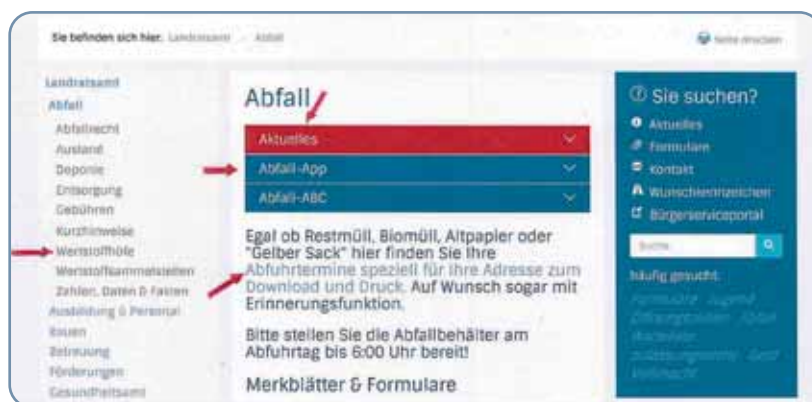 Sie befinden sich hier: Landratsamt Abfall
Seite drucken
Landratsamt
Abfall
Abfallrecht
Ausland
Deponie
Entsorgung
Gebühren
Kurzhinweise
Wertstoffhöfe
Wertstoffsammelstellen
Zahlen, Daten & Fakten
Ausbildung & Personal
Bauen
Betreuung
Förderungen
Gesundheitsamt
Abfall
Aktuelles
Abfall-App
Abfall-ABC
Egal ob Restmüll, Biomüll, Altpapier oder
"Gelber Sack" hier finden Sie Ihre
Abfuhrtermine speziell für Ihre Adresse zum
Download und Druck. Auf Wunsch sogar mit
Erinnerungsfunktion.
Bitte stellen Sie die Abfallbehälter am
Abfuhrtag bis 6:00 Uhr bereit!
Merkblätter & Formulare
Sie suchen?
Aktuelles
Formulare
Kontakt
Wunschkennzeichen
Bürgerserviceportal
Suche
häufig gesucht:
Formulare Jugend